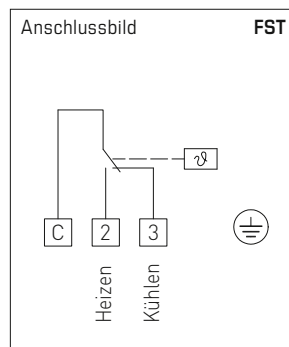 Anschlussbild FST
ϑ
C 2 3
Heizen
Kühlen